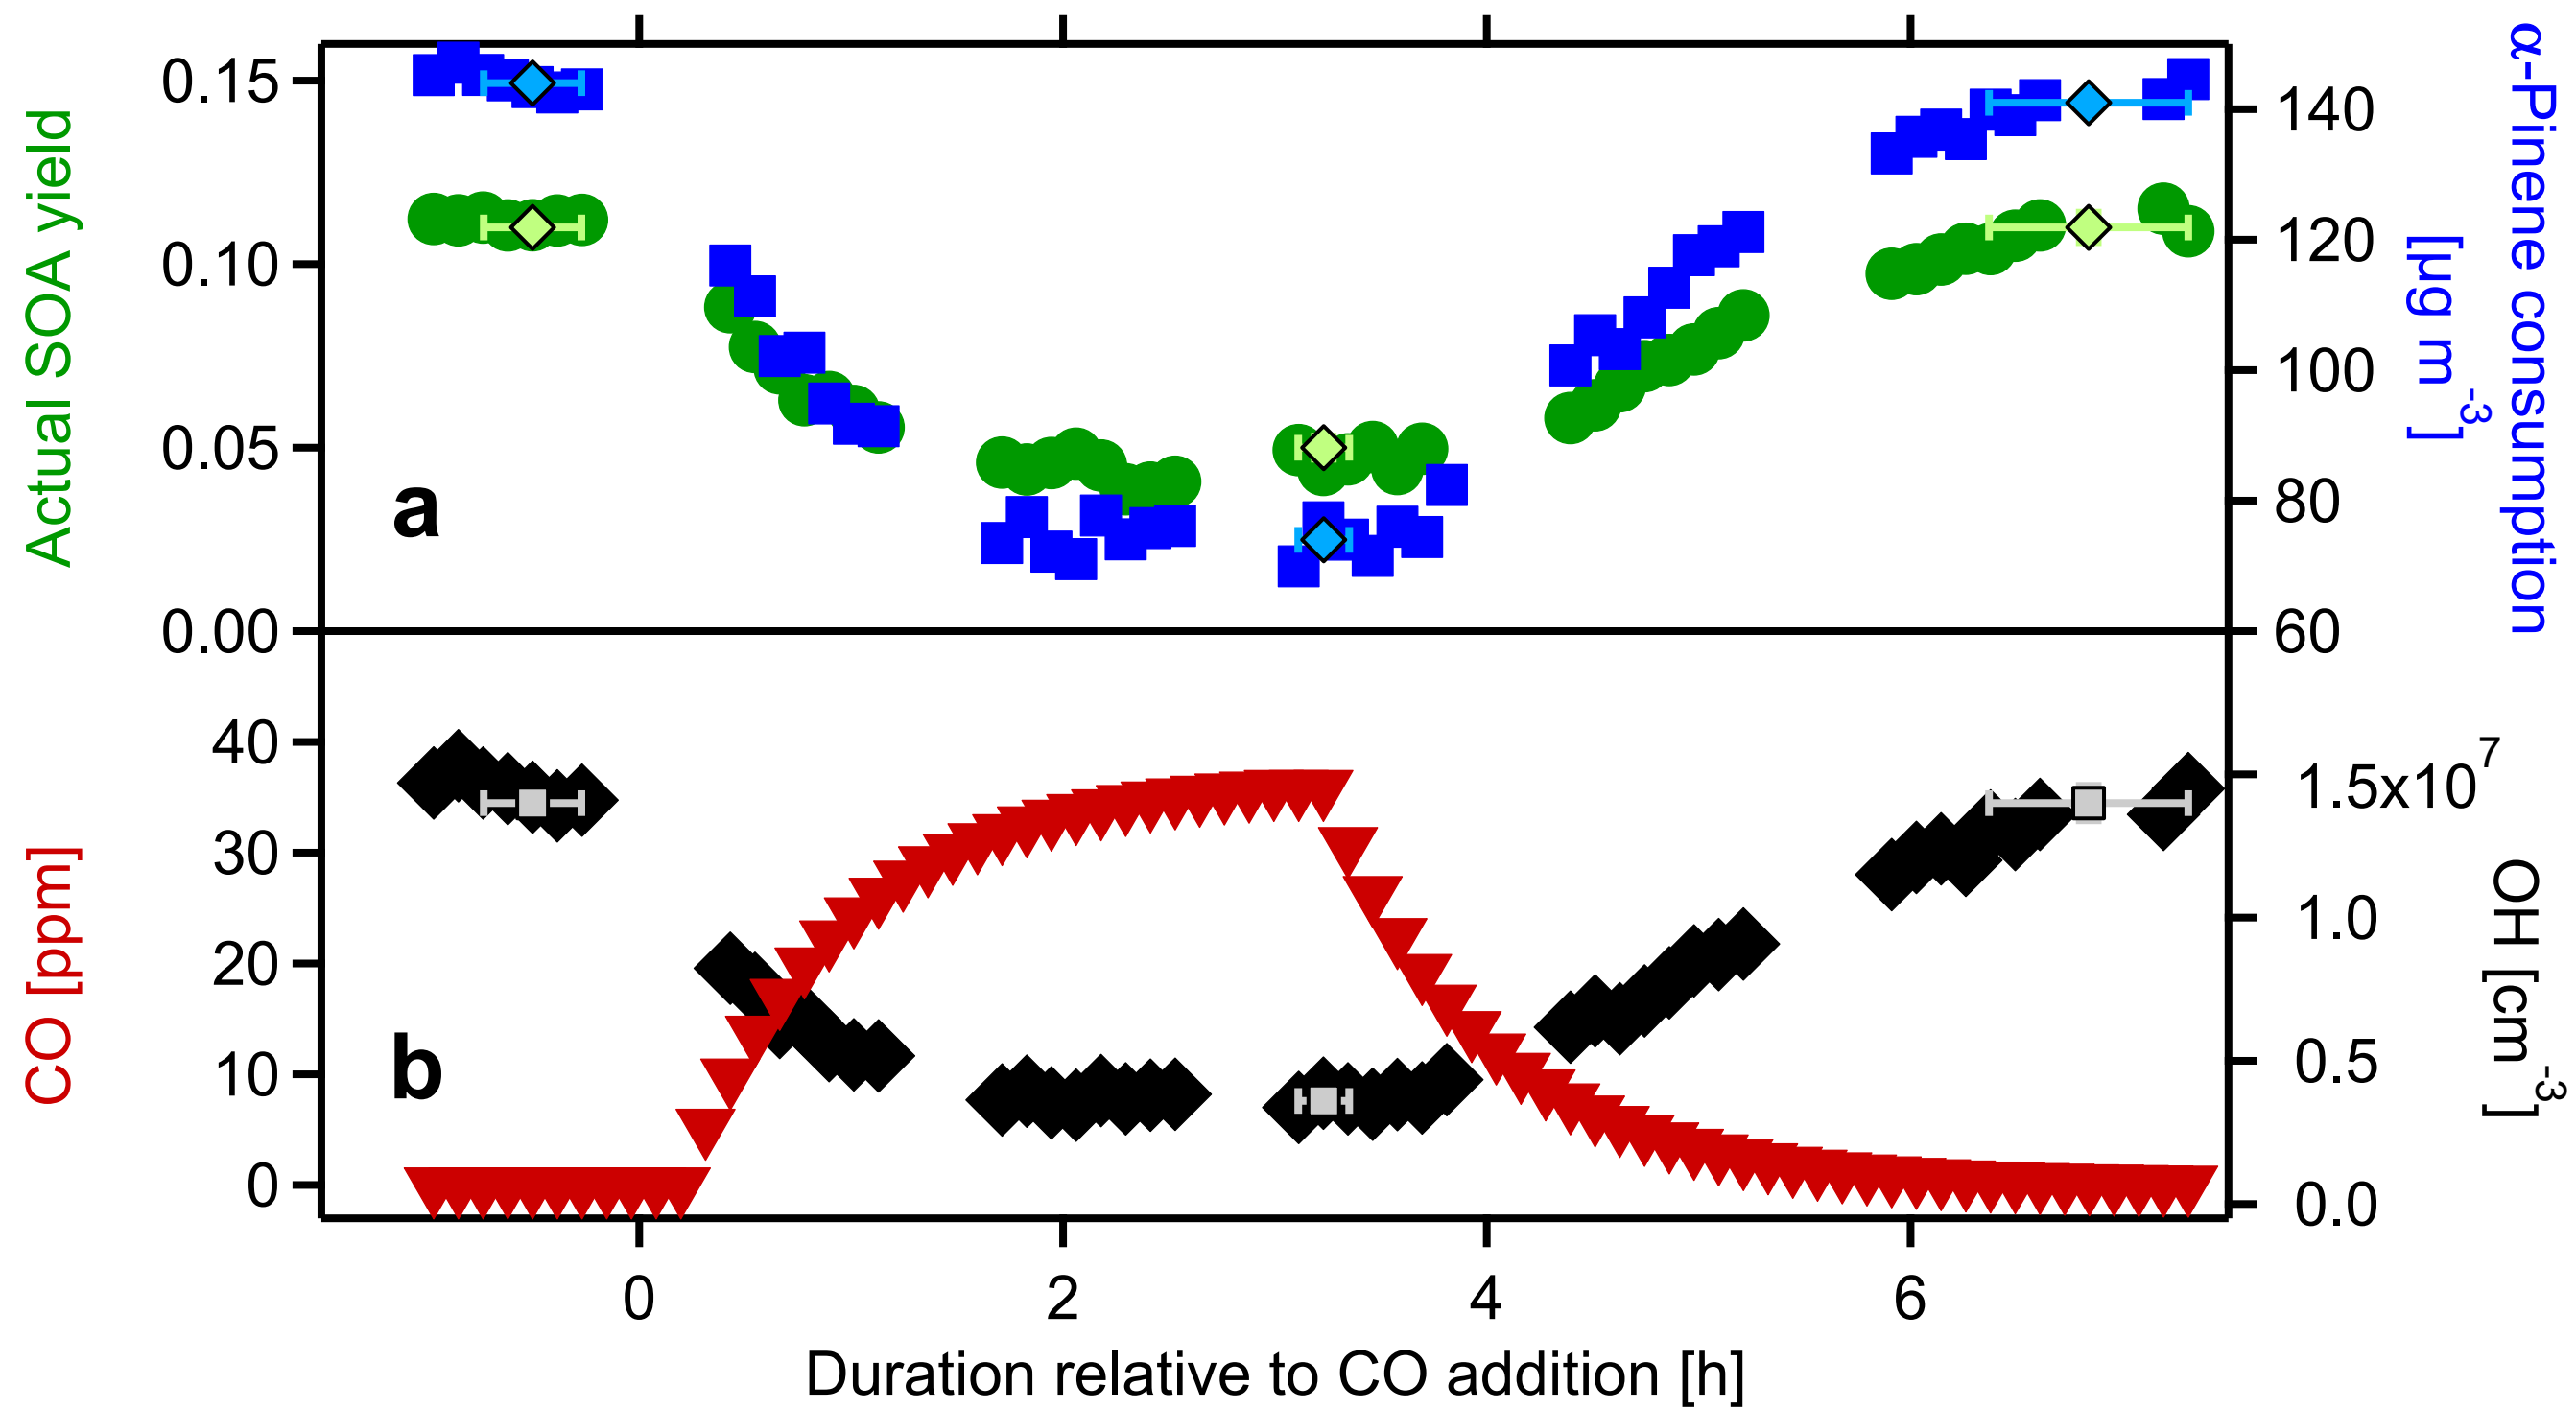 Actual SOA yield
0.15
0.10
0.05
0.00
a
140
120
100
80
60
α-Pinene consumption
[µg m-3]
CO [ppm]
40
30
20
10
0
b
1.5x10⁷
1.0
0.5
0.0
OH [cm-3]
0 2 4 6
Duration relative to CO addition [h]